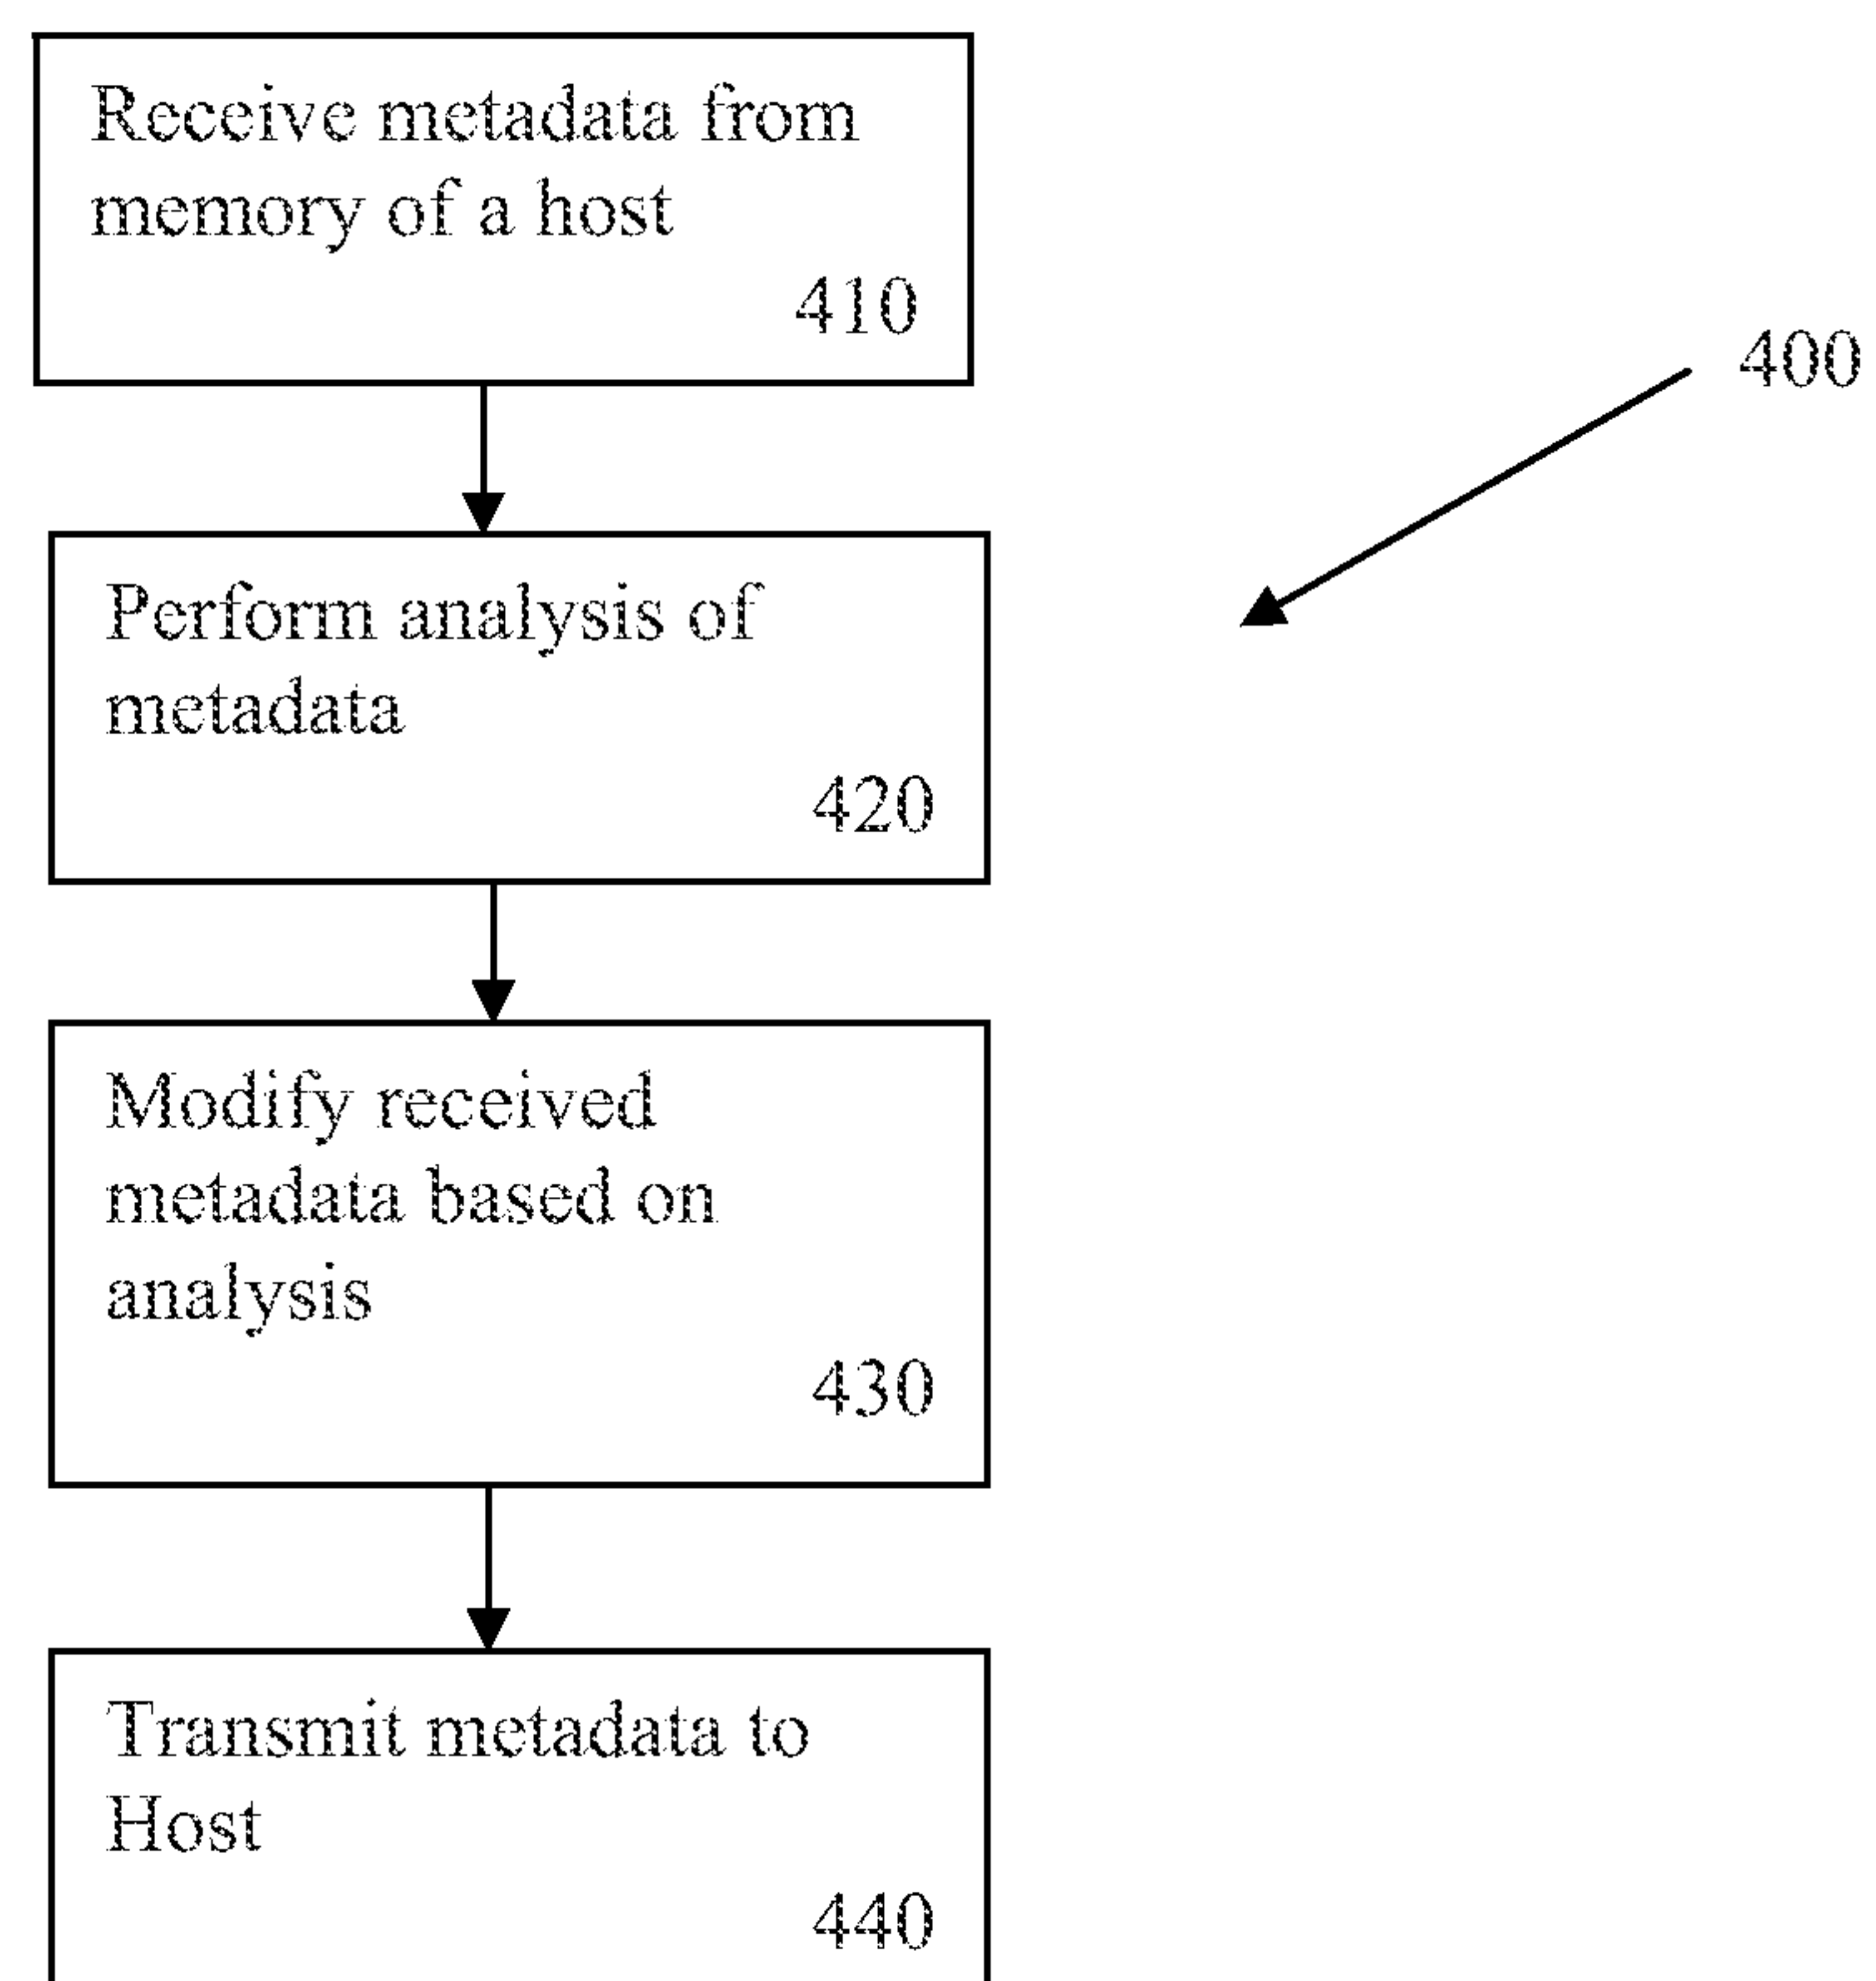 Receive metadata from
memory of a host
410
400
Perform analysis of
metadata
420
Modify received
metadata based on
analysis
430
Transmit metadata to
Host
440